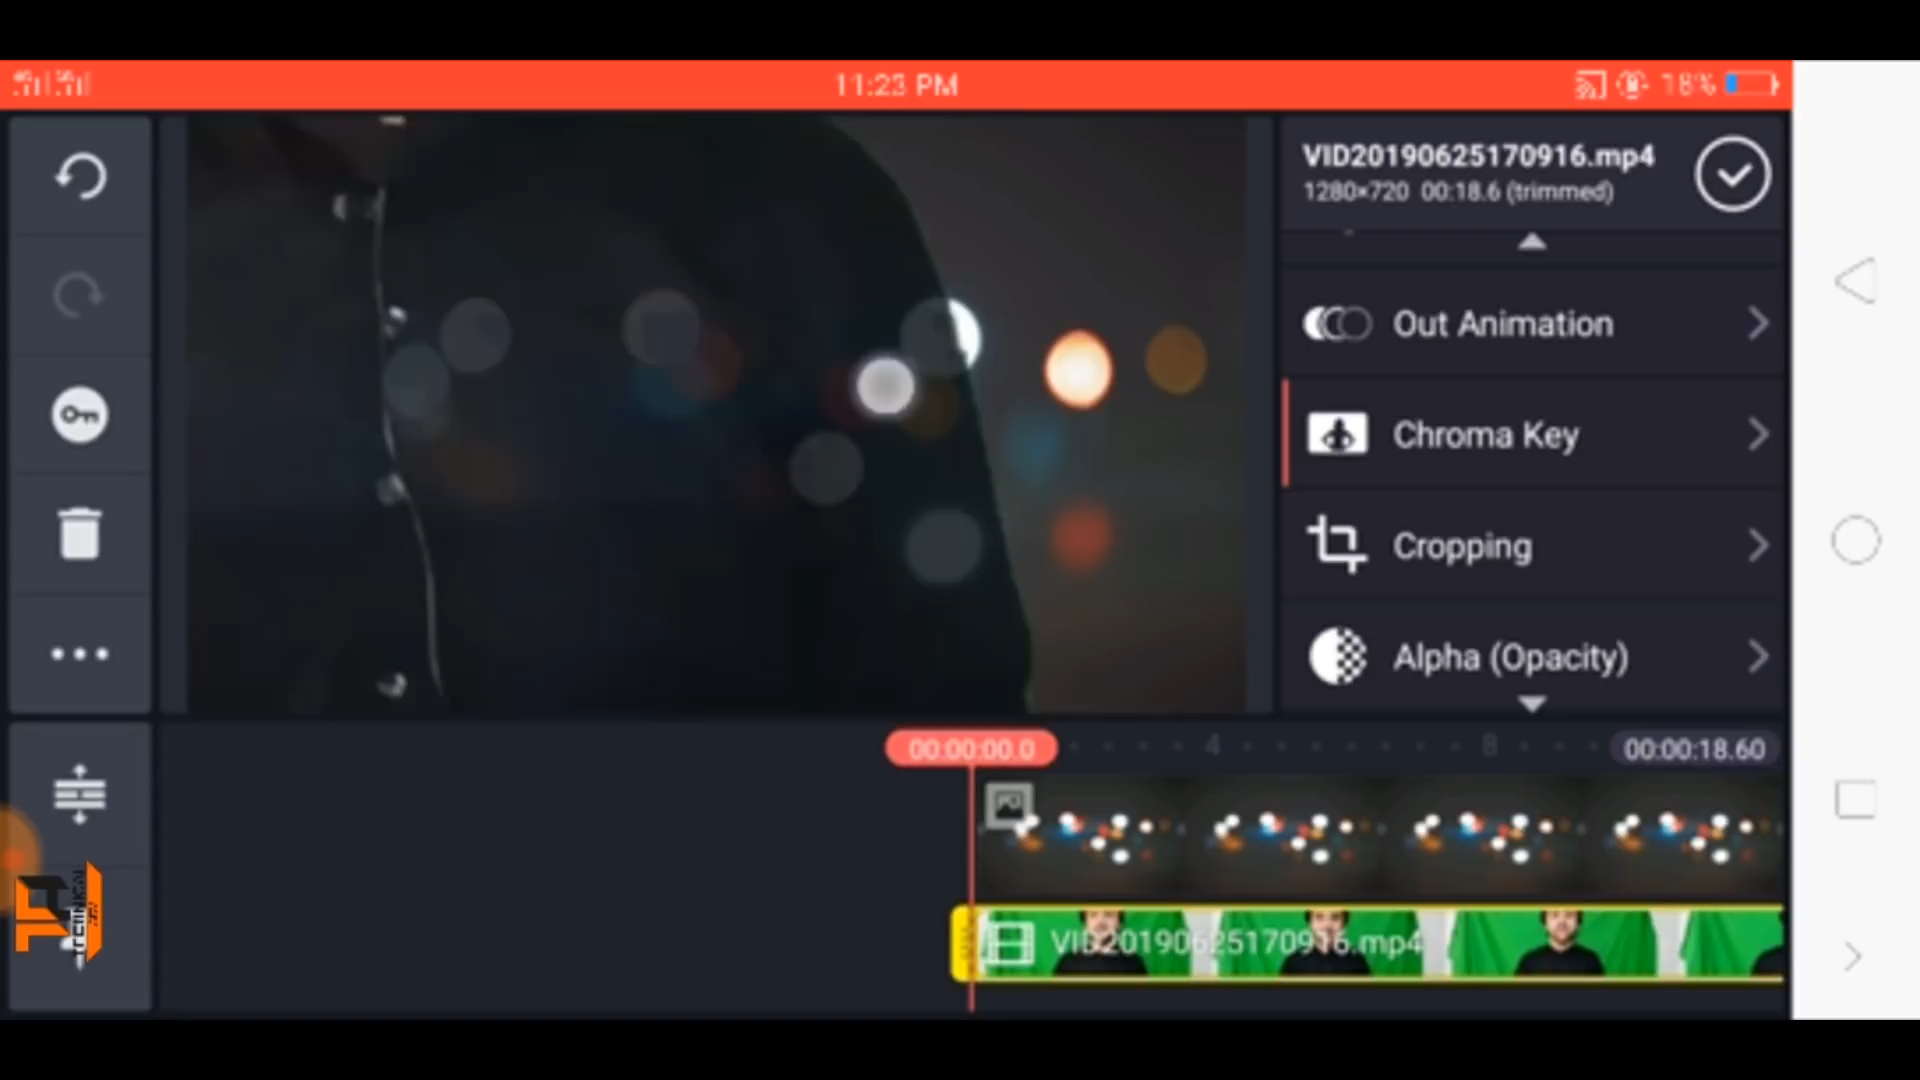 11:23 PM
18%
VID20190625170916.mp4
1280×720 00:18.6 (trimmed)
Out Animation
Chroma Key
Cropping
Alpha (Opacity)
00:00:00.0
4
8
00:00:18.60
VID20190625170916.mp4